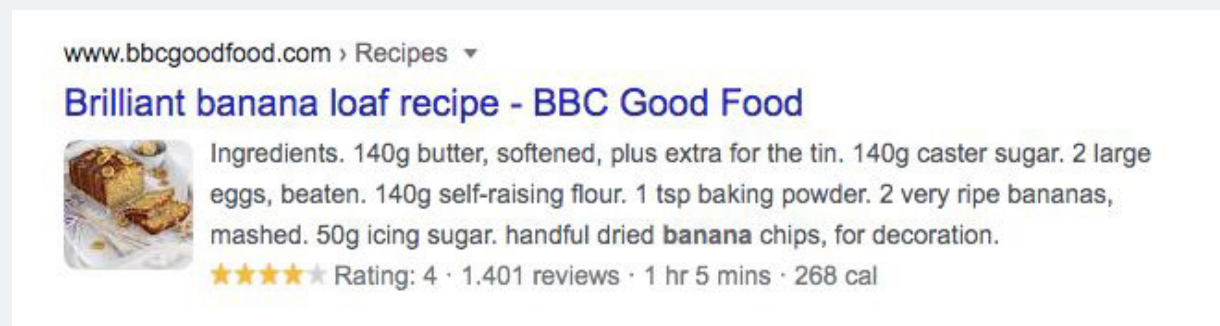 www.bbcgoodfood.com › Recipes
Brilliant banana loaf recipe - BBC Good Food
Ingredients. 140g butter, softened, plus extra for the tin. 140g caster sugar. 2 large
eggs, beaten. 140g self-raising flour. 1 tsp baking powder. 2 very ripe bananas,
mashed. 50g icing sugar. handful dried banana chips, for decoration.
Rating: 4 · 1.401 reviews · 1 hr 5 mins · 268 cal